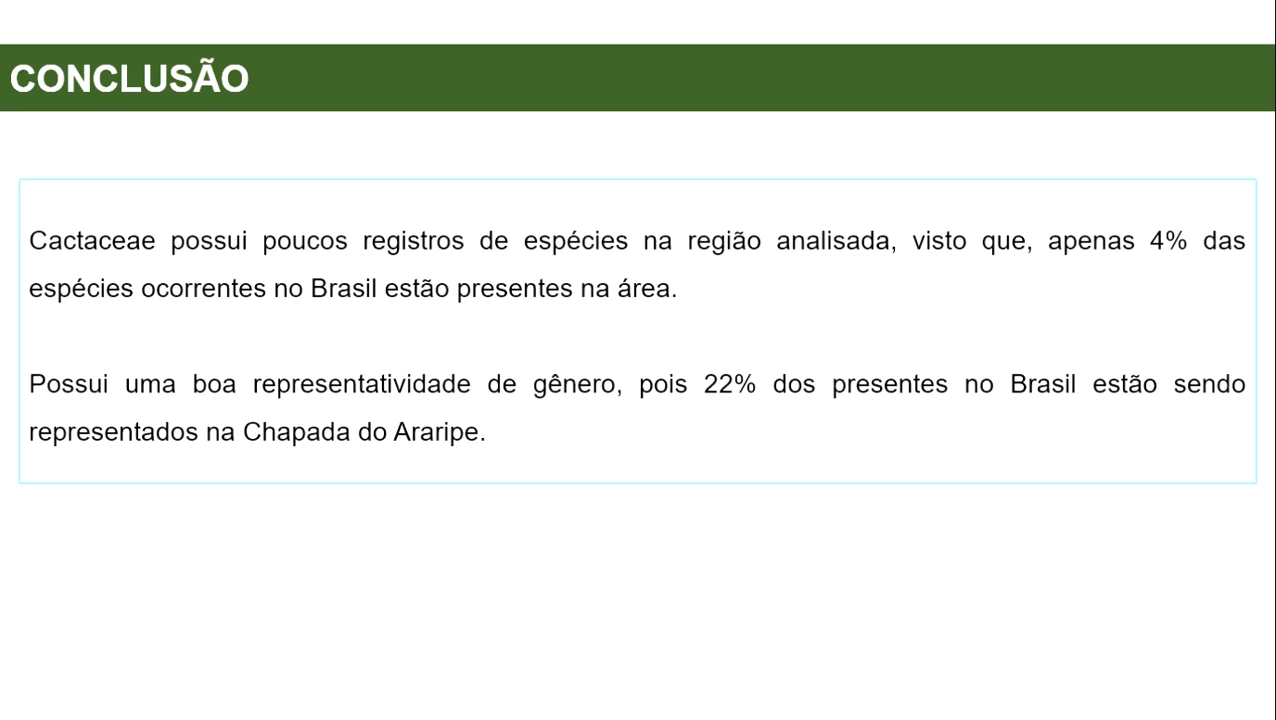 CONCLUSÃO
Cactaceae possui poucos registros de espécies na região analisada, visto que, apenas 4% das
espécies ocorrentes no Brasil estão presentes na área.
Possui uma boa representatividade de gênero, pois 22% dos presentes no Brasil estão sendo
representados na Chapada do Araripe.